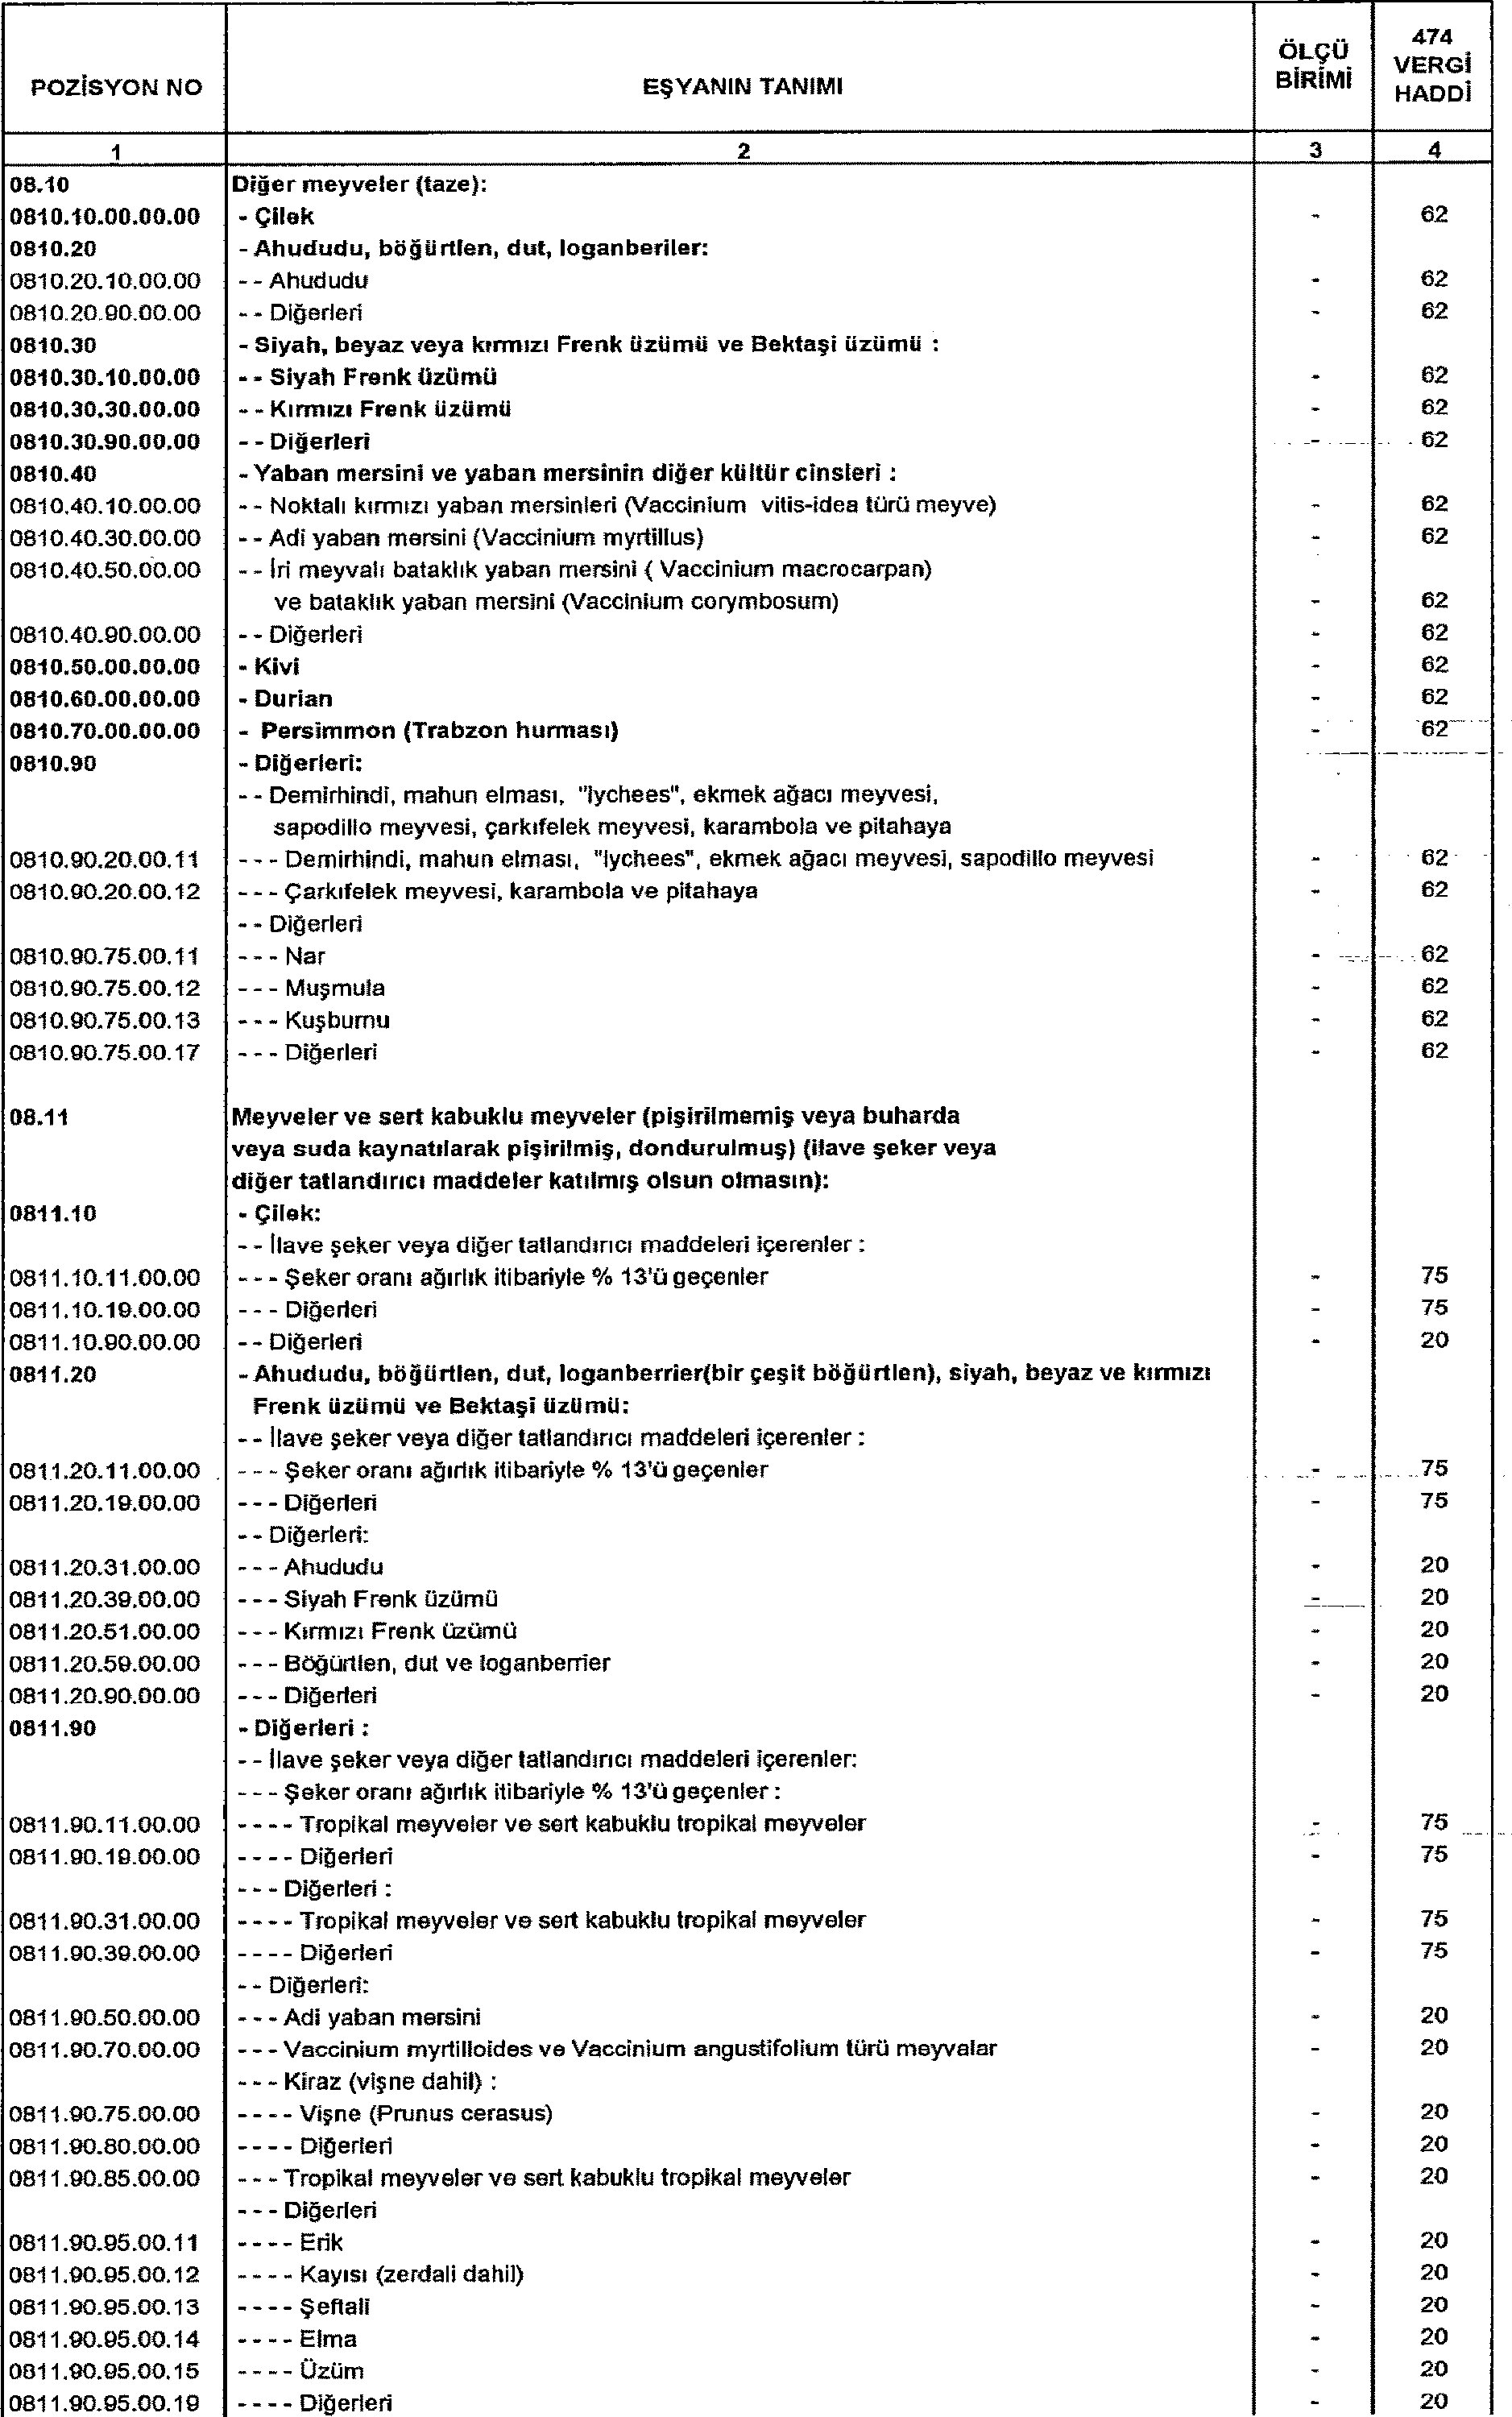 POZİSYON NO EŞYANIN TANIMI ÖLÇÜ BİRİMİ 474 VERGİ HADDİ
1 2 3 4
08.10 Diğer meyveler (taze):
0810.10.00.00.00 - Çilek - 62
0810.20 - Ahududu, böğürtlen, dut, loganberiler:
0810.20.10.00.00 - - Ahududu - 62
0810.20.90.00.00 - - Diğerleri - 62
0810.30 - Siyah, beyaz veya kırmızı Frenk üzümü ve Bektaşi üzümü :
0810.30.10.00.00 - - Siyah Frenk üzümü - 62
0810.30.30.00.00 - - Kırmızı Frenk üzümü - 62
0810.30.90.00.00 - - Diğerleri - 62
0810.40 - Yaban mersini ve yaban mersinin diğer kültür cinsleri :
0810.40.10.00.00 - - Noktalı kırmızı yaban mersinleri (Vaccinium vitis-idea türü meyve) - 62
0810.40.30.00.00 - - Adi yaban mersini (Vaccinium myrtillus) - 62
0810.40.50.00.00 - - İri meyvalı bataklık yaban mersini ( Vaccinium macrocarpan)
ve bataklık yaban mersini (Vaccinium corymbosum) - 62
0810.40.90.00.00 - - Diğerleri - 62
0810.50.00.00.00 - Kivi - 62
0810.60.00.00.00 - Durian - 62
0810.70.00.00.00 - Persimmon (Trabzon hurması) - 62
0810.90 - Diğerleri:
- - Demirhindi, mahun elması, "lychees", ekmek ağacı meyvesi,
sapodillo meyvesi, çarkıfelek meyvesi, karambola ve pitahaya
0810.90.20.00.11 - - - Demirhindi, mahun elması, "lychees", ekmek ağacı meyvesi, sapodillo meyvesi - 62
0810.90.20.00.12 - - - Çarkıfelek meyvesi, karambola ve pitahaya - 62
- - Diğerleri
0810.90.75.00.11 - - - Nar - 62
0810.90.75.00.12 - - - Muşmula - 62
0810.90.75.00.13 - - - Kuşburnu - 62
0810.90.75.00.17 - - - Diğerleri - 62
08.11 Meyveler ve sert kabuklu meyveler (pişirilmemiş veya buharda
veya suda kaynatılarak pişirilmiş, dondurulmuş) (ilave şeker veya
diğer tatlandırıcı maddeler katılmış olsun olmasın):
0811.10 - Çilek:
- - İlave şeker veya diğer tatlandırıcı maddeleri içerenler :
0811.10.11.00.00 - - - Şeker oranı ağırlık itibariyle % 13'ü geçenler - 75
0811.10.19.00.00 - - - Diğerleri - 75
0811.10.90.00.00 - - Diğerleri - 20
0811.20 - Ahududu, böğürtlen, dut, loganberrier(bir çeşit böğürtlen), siyah, beyaz ve kırmızı
Frenk üzümü ve Bektaşi üzümü:
- - İlave şeker veya diğer tatlandırıcı maddeleri içerenler :
0811.20.11.00.00 - - - Şeker oranı ağırlık itibariyle % 13'ü geçenler - 75
0811.20.19.00.00 - - - Diğerleri - 75
- - Diğerleri:
0811.20.31.00.00 - - - Ahududu - 20
0811.20.39.00.00 - - - Siyah Frenk üzümü - 20
0811.20.51.00.00 - - - Kırmızı Frenk üzümü - 20
0811.20.59.00.00 - - - Böğürtlen, dut ve loganberrier - 20
0811.20.90.00.00 - - - Diğerleri - 20
0811.90 - Diğerleri :
- - İlave şeker veya diğer tatlandırıcı maddeleri içerenler:
- - - Şeker oranı ağırlık itibariyle % 13'ü geçenler :
0811.90.11.00.00 - - - - Tropikal meyveler ve sert kabuklu tropikal meyveler - 75
0811.90.19.00.00 - - - - Diğerleri - 75
- - - Diğerleri :
0811.90.31.00.00 - - - - Tropikal meyveler ve sert kabuklu tropikal meyveler - 75
0811.90.39.00.00 - - - - Diğerleri - 75
- - Diğerleri:
0811.90.50.00.00 - - - Adi yaban mersini - 20
0811.90.70.00.00 - - - Vaccinium myrtilloides ve Vaccinium angustifolium türü meyvalar - 20
- - - Kiraz (vişne dahil) :
0811.90.75.00.00 - - - - Vişne (Prunus cerasus) - 20
0811.90.80.00.00 - - - - Diğerleri - 20
0811.90.85.00.00 - - - Tropikal meyveler ve sert kabuklu tropikal meyveler - 20
- - - Diğerleri
0811.90.95.00.11 - - - - Erik - 20
0811.90.95.00.12 - - - - Kayısı (zerdali dahil) - 20
0811.90.95.00.13 - - - - Şeftali - 20
0811.90.95.00.14 - - - - Elma - 20
0811.90.95.00.15 - - - - Üzüm - 20
0811.90.95.00.19 - - - - Diğerleri - 20